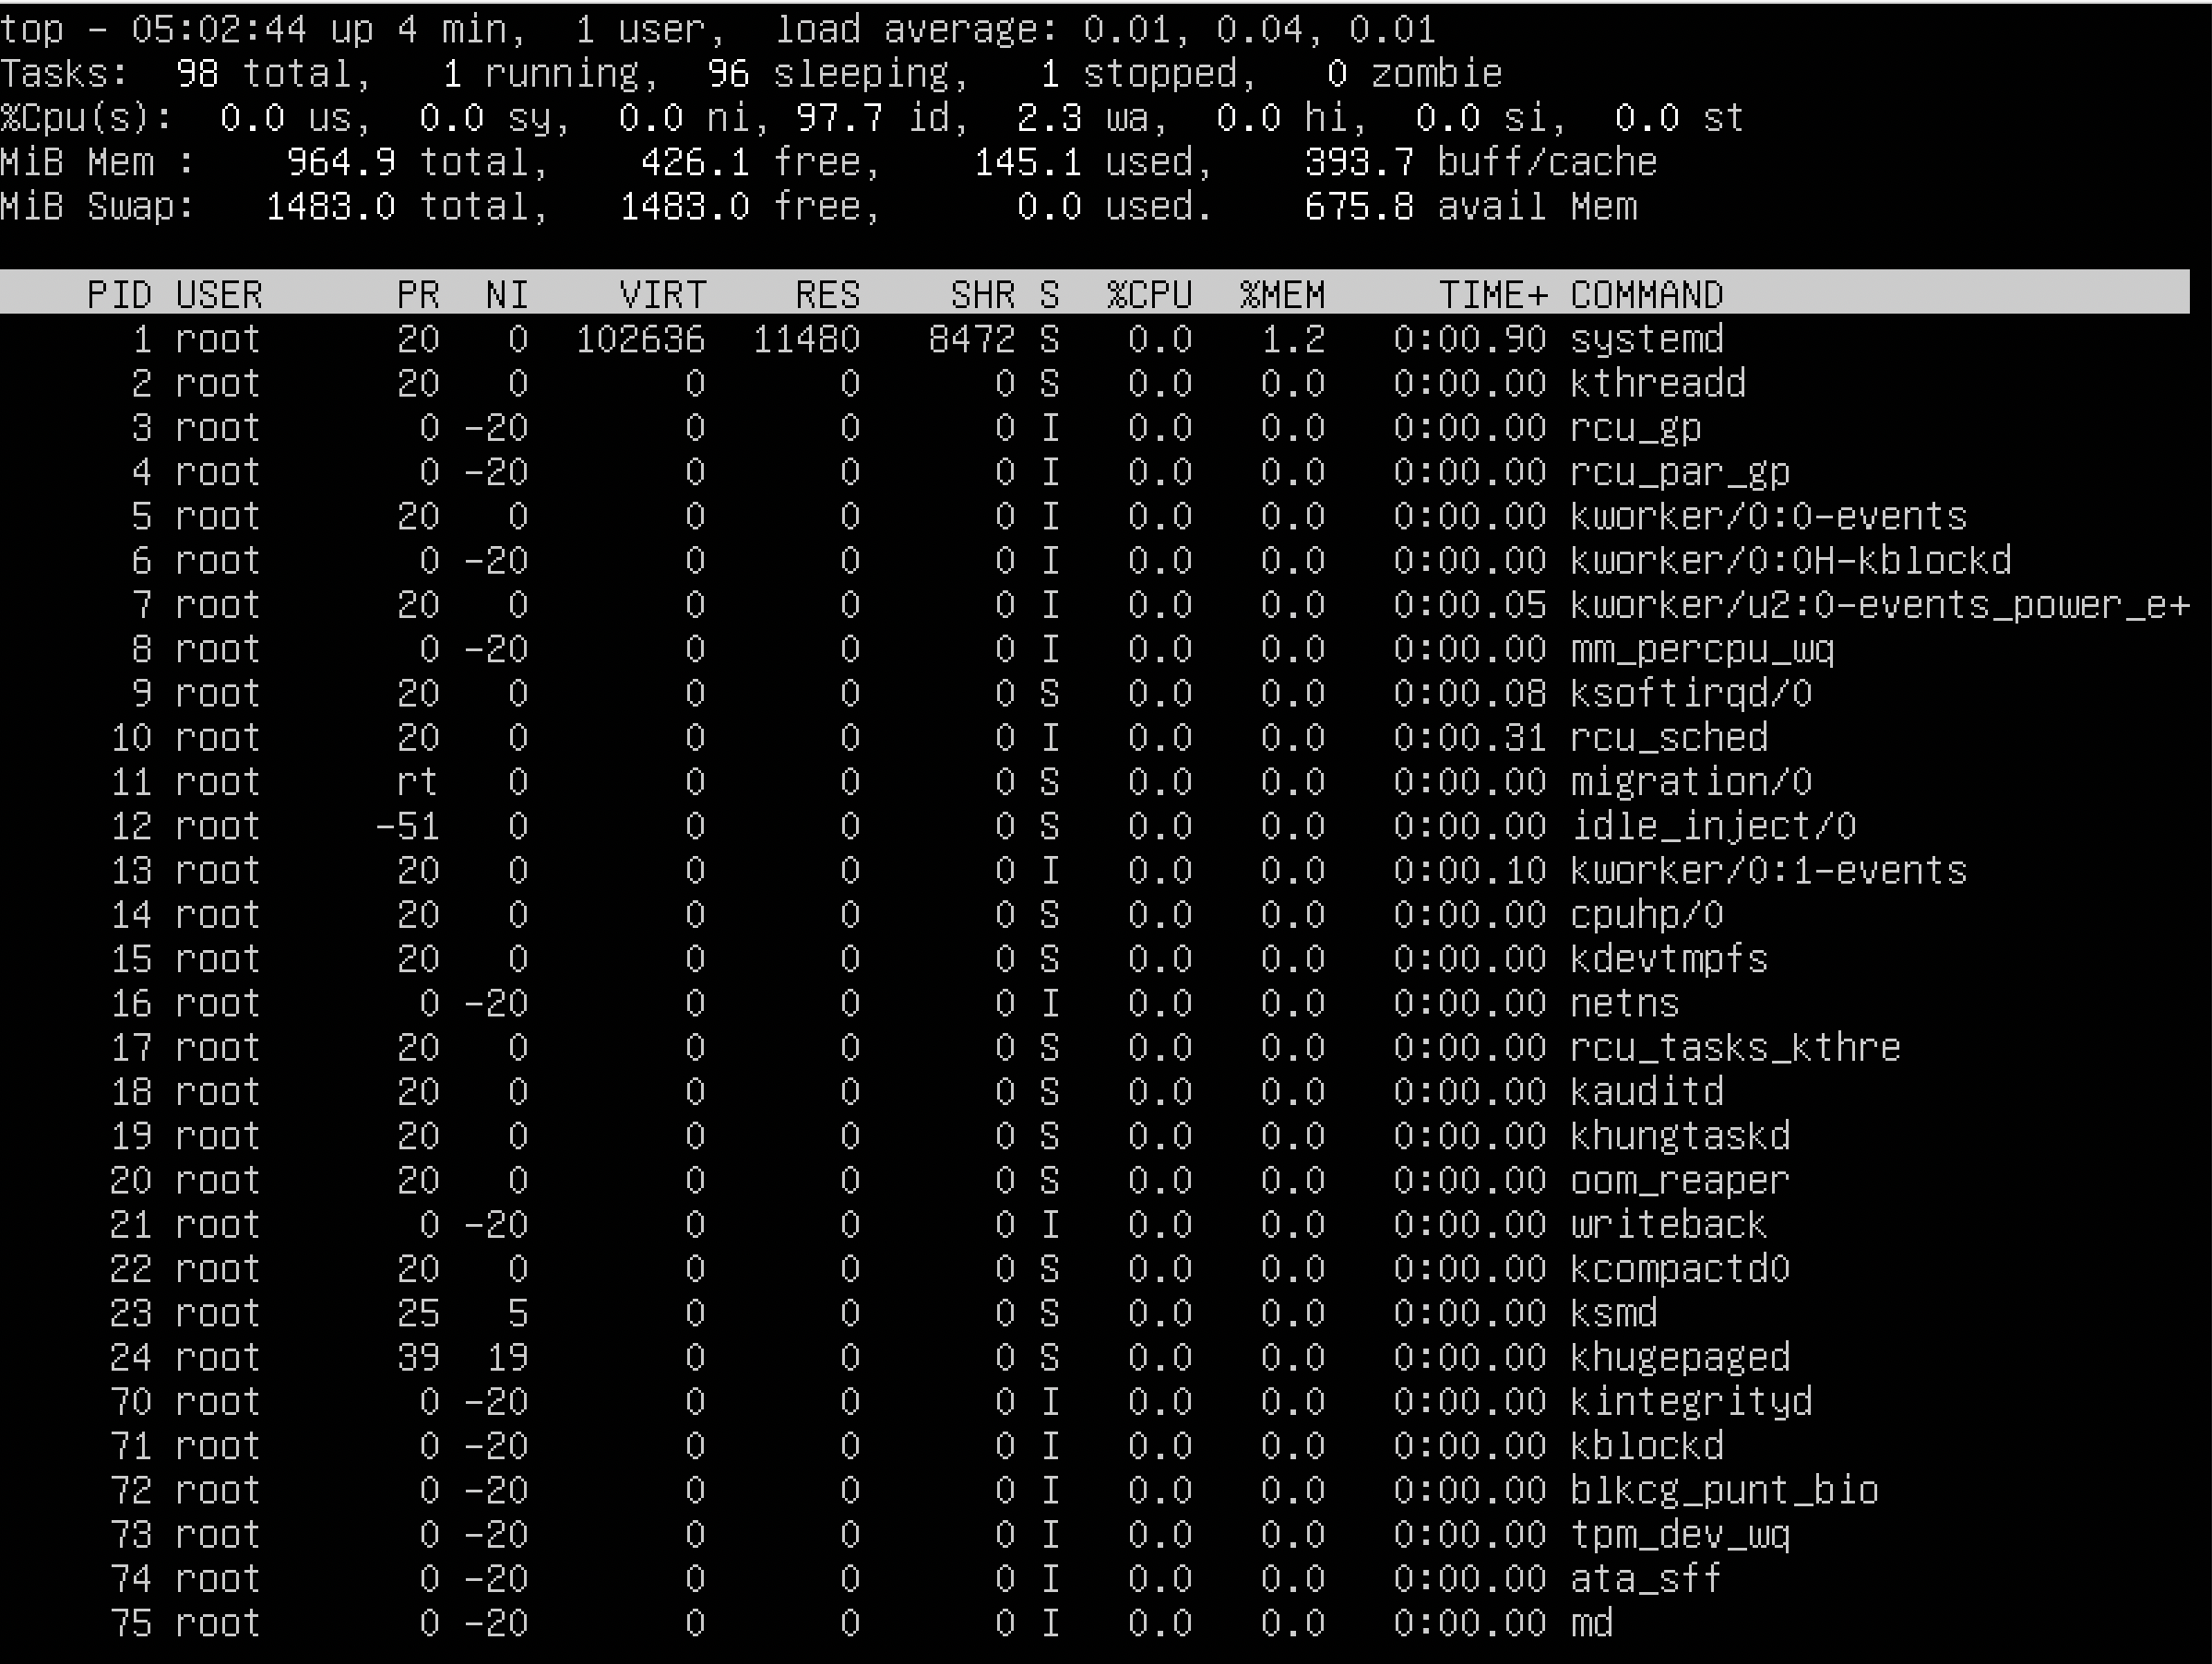 top - 05:02:44 up 4 min,  1 user,  load average: 0.01, 0.04, 0.01
Tasks:  98 total,   1 running,  96 sleeping,   1 stopped,   0 zombie
%Cpu(s):  0.0 us,  0.0 sy,  0.0 ni, 97.7 id,  2.3 wa,  0.0 hi,  0.0 si,  0.0 st
MiB Mem :    964.9 total,    426.1 free,    145.1 used,    393.7 buff/cache
MiB Swap:   1483.0 total,   1483.0 free,      0.0 used.    675.8 avail Mem
PID USER      PR  NI    VIRT    RES    SHR S  %CPU  %MEM     TIME+ COMMAND
1 root      20   0  102636  11480   8472 S   0.0   1.2   0:00.90 systemd
2 root      20   0       0      0      0 S   0.0   0.0   0:00.00 kthreadd
3 root       0 -20       0      0      0 I   0.0   0.0   0:00.00 rcu_gp
4 root       0 -20       0      0      0 I   0.0   0.0   0:00.00 rcu_par_gp
5 root      20   0       0      0      0 I   0.0   0.0   0:00.00 kworker/0:0-events
6 root       0 -20       0      0      0 I   0.0   0.0   0:00.00 kworker/0:0H-kblockd
7 root      20   0       0      0      0 I   0.0   0.0   0:00.05 kworker/u2:0-events_power_e+
8 root       0 -20       0      0      0 I   0.0   0.0   0:00.00 mm_percpu_wq
9 root      20   0       0      0      0 S   0.0   0.0   0:00.08 ksoftirqd/0
10 root      20   0       0      0      0 I   0.0   0.0   0:00.31 rcu_sched
11 root      rt   0       0      0      0 S   0.0   0.0   0:00.00 migration/0
12 root     -51   0       0      0      0 S   0.0   0.0   0:00.00 idle_inject/0
13 root      20   0       0      0      0 I   0.0   0.0   0:00.10 kworker/0:1-events
14 root      20   0       0      0      0 S   0.0   0.0   0:00.00 cpuhp/0
15 root      20   0       0      0      0 S   0.0   0.0   0:00.00 kdevtmpfs
16 root       0 -20       0      0      0 I   0.0   0.0   0:00.00 netns
17 root      20   0       0      0      0 S   0.0   0.0   0:00.00 rcu_tasks_kthre
18 root      20   0       0      0      0 S   0.0   0.0   0:00.00 kauditd
19 root      20   0       0      0      0 S   0.0   0.0   0:00.00 khungtaskd
20 root      20   0       0      0      0 S   0.0   0.0   0:00.00 oom_reaper
21 root       0 -20       0      0      0 I   0.0   0.0   0:00.00 writeback
22 root      20   0       0      0      0 S   0.0   0.0   0:00.00 kcompactd0
23 root      25   5       0      0      0 S   0.0   0.0   0:00.00 ksmd
24 root      39  19       0      0      0 S   0.0   0.0   0:00.00 khugepaged
70 root       0 -20       0      0      0 I   0.0   0.0   0:00.00 kintegrityd
71 root       0 -20       0      0      0 I   0.0   0.0   0:00.00 kblockd
72 root       0 -20       0      0      0 I   0.0   0.0   0:00.00 blkcg_punt_bio
73 root       0 -20       0      0      0 I   0.0   0.0   0:00.00 tpm_dev_wq
74 root       0 -20       0      0      0 I   0.0   0.0   0:00.00 ata_sff
75 root       0 -20       0      0      0 I   0.0   0.0   0:00.00 md